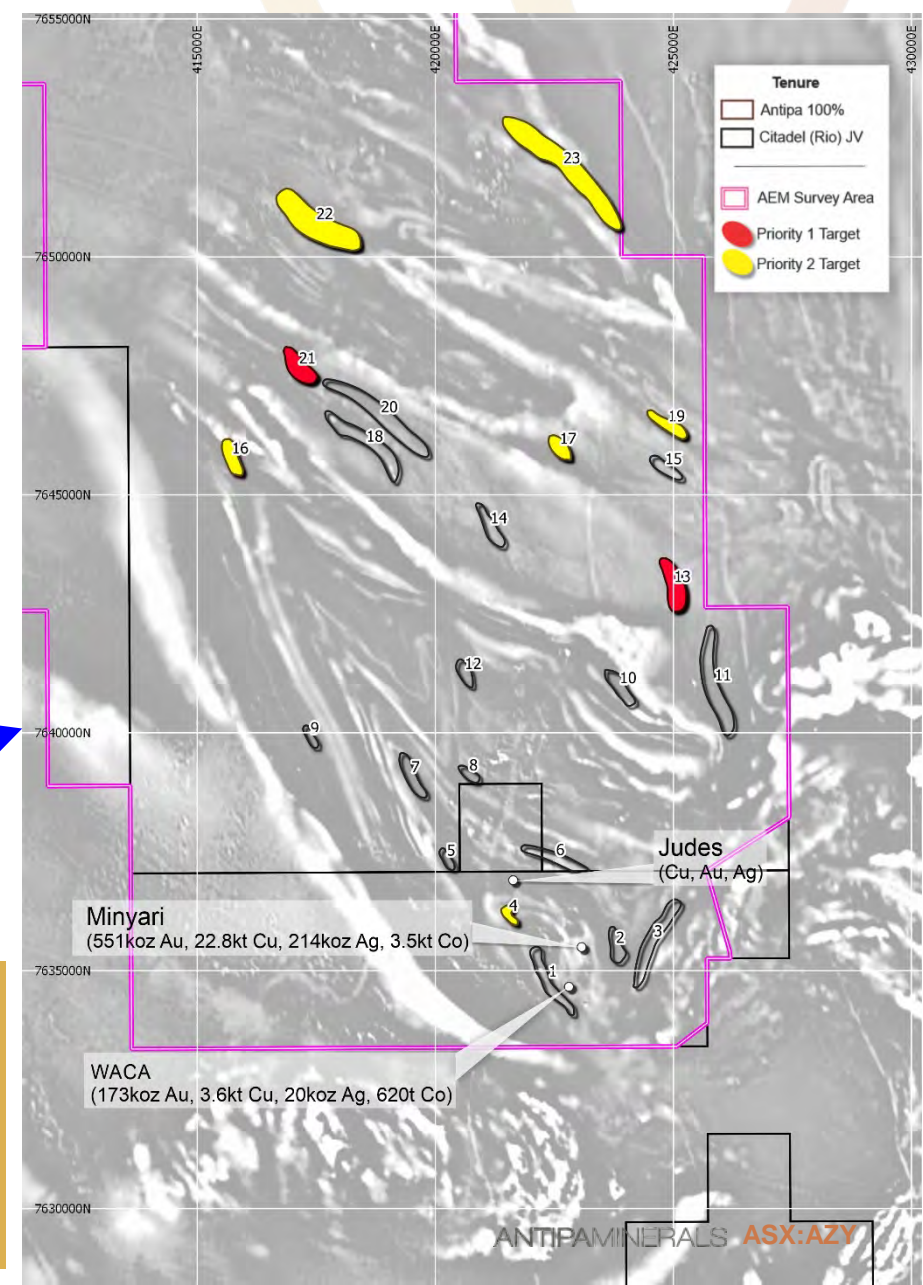 7655000N
415000E
420000E
425000E
430000E
Tenure
Antipa 100%
Citadel (Rio) JV
AEM Survey Area
Priority 1 Target
Priority 2 Target
23
22
7650000N
21
20
19
18
17
16
15
7645000N
14
13
12
11
10
9
7640000N
8
7
6
5
Judes
(Cu, Au, Ag)
4
Minyari
(551koz Au, 22.8kt Cu, 214koz Ag, 3.5kt Co)
2
3
7635000N
1
WACA
(173koz Au, 3.6kt Cu, 20koz Ag, 620t Co)
7630000N
ANTIPAMINERALS ASX:AZY